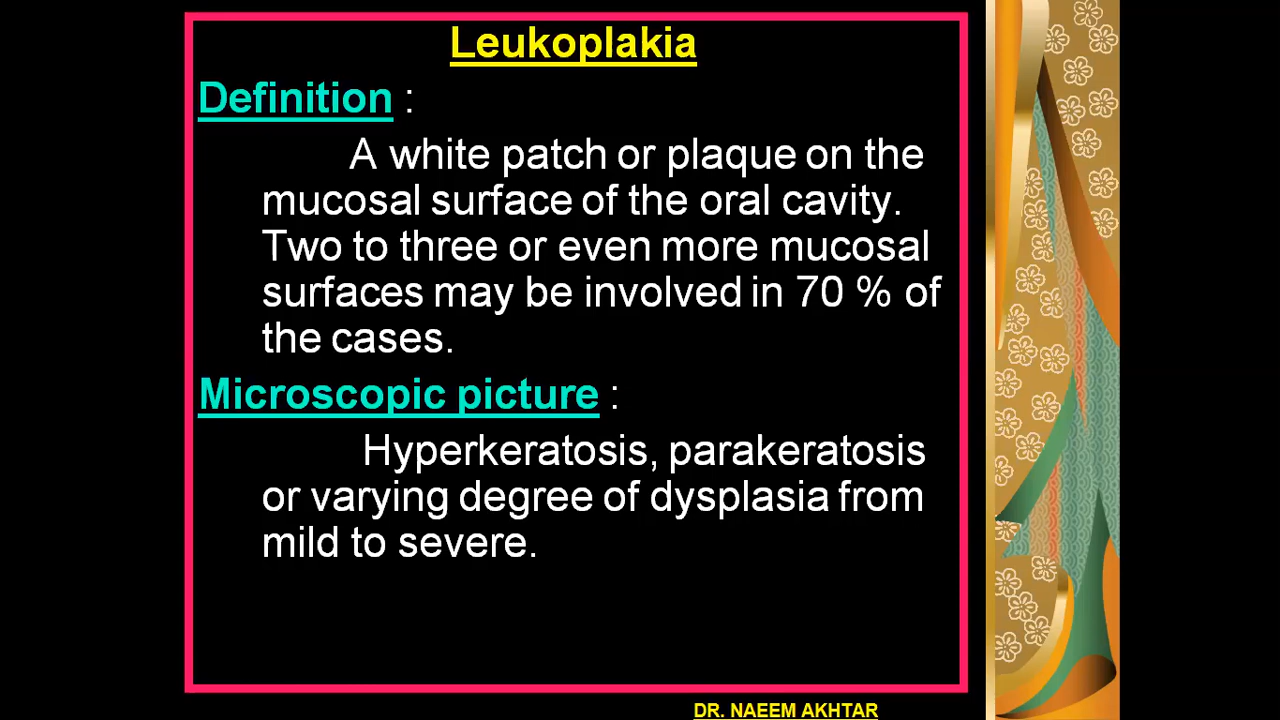 Leukoplakia
Definition :
A white patch or plaque on the
mucosal surface of the oral cavity.
Two to three or even more mucosal
surfaces may be involved in 70 % of
the cases.
Microscopic picture :
Hyperkeratosis, parakeratosis
or varying degree of dysplasia from
mild to severe.
DR. NAEEM AKHTAR